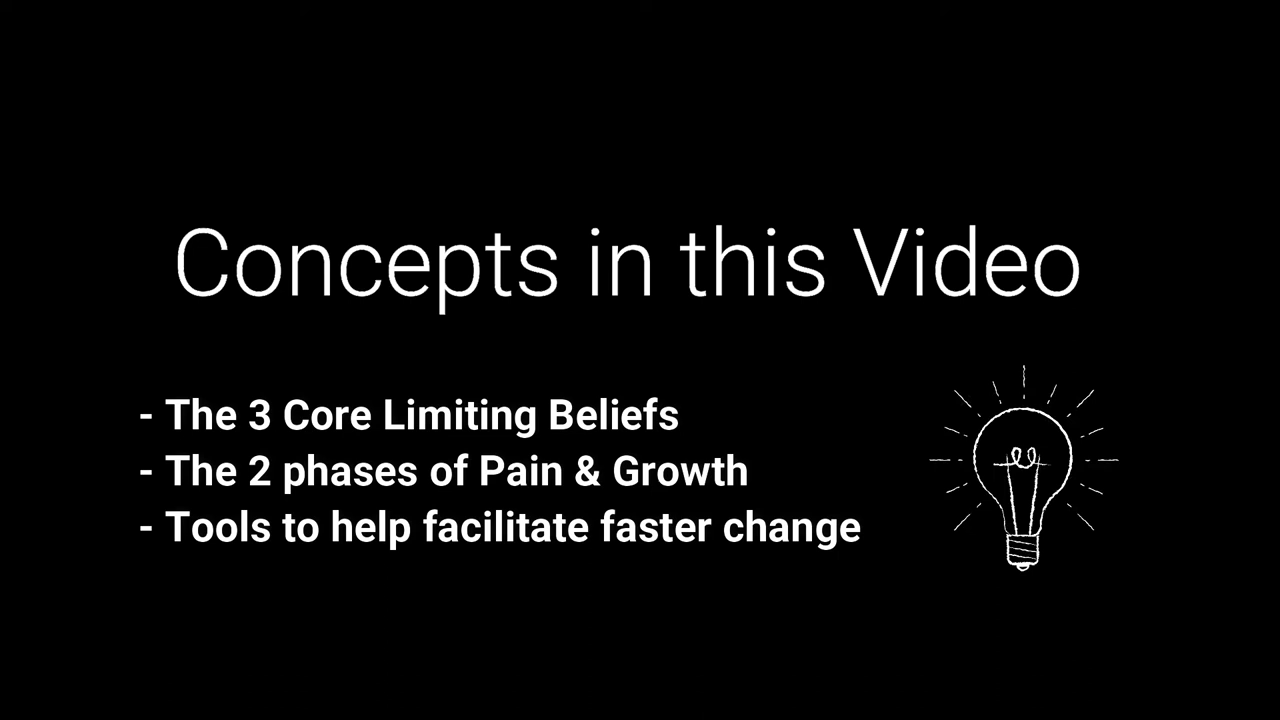 Concepts in this Video
- The 3 Core Limiting Beliefs
- The 2 phases of Pain & Growth
- Tools to help facilitate faster change